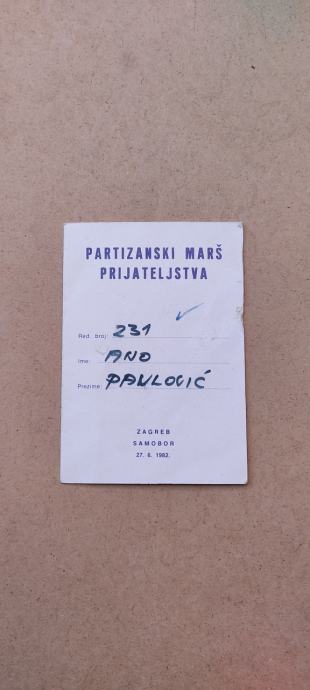 PARTIZANSKI MARŠ
PRIJATELJSTVA
Red. broj: 231
Ime: ANO
Prezime: PAVLOVIĆ
ZAGREB
SAMOBOR
27. 6. 1982.